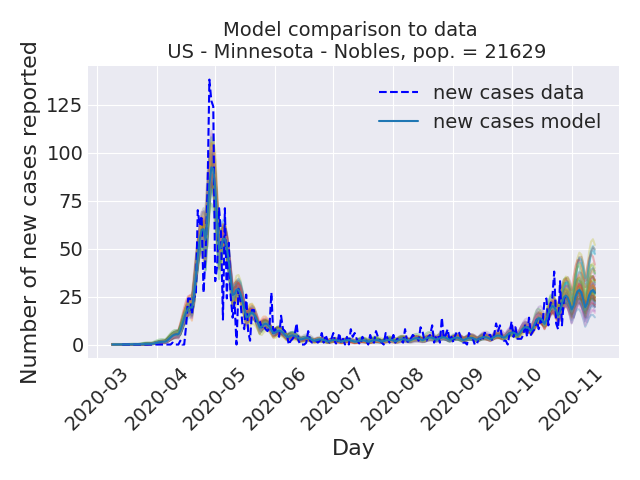 Model comparison to data
US - Minnesota - Nobles, pop. = 21629
Number of new cases reported
125
100
75
50
25
0
new cases data
new cases model
2020-03
2020-04
2020-05
2020-06
2020-07
2020-08
2020-09
2020-10
2020-11
Day